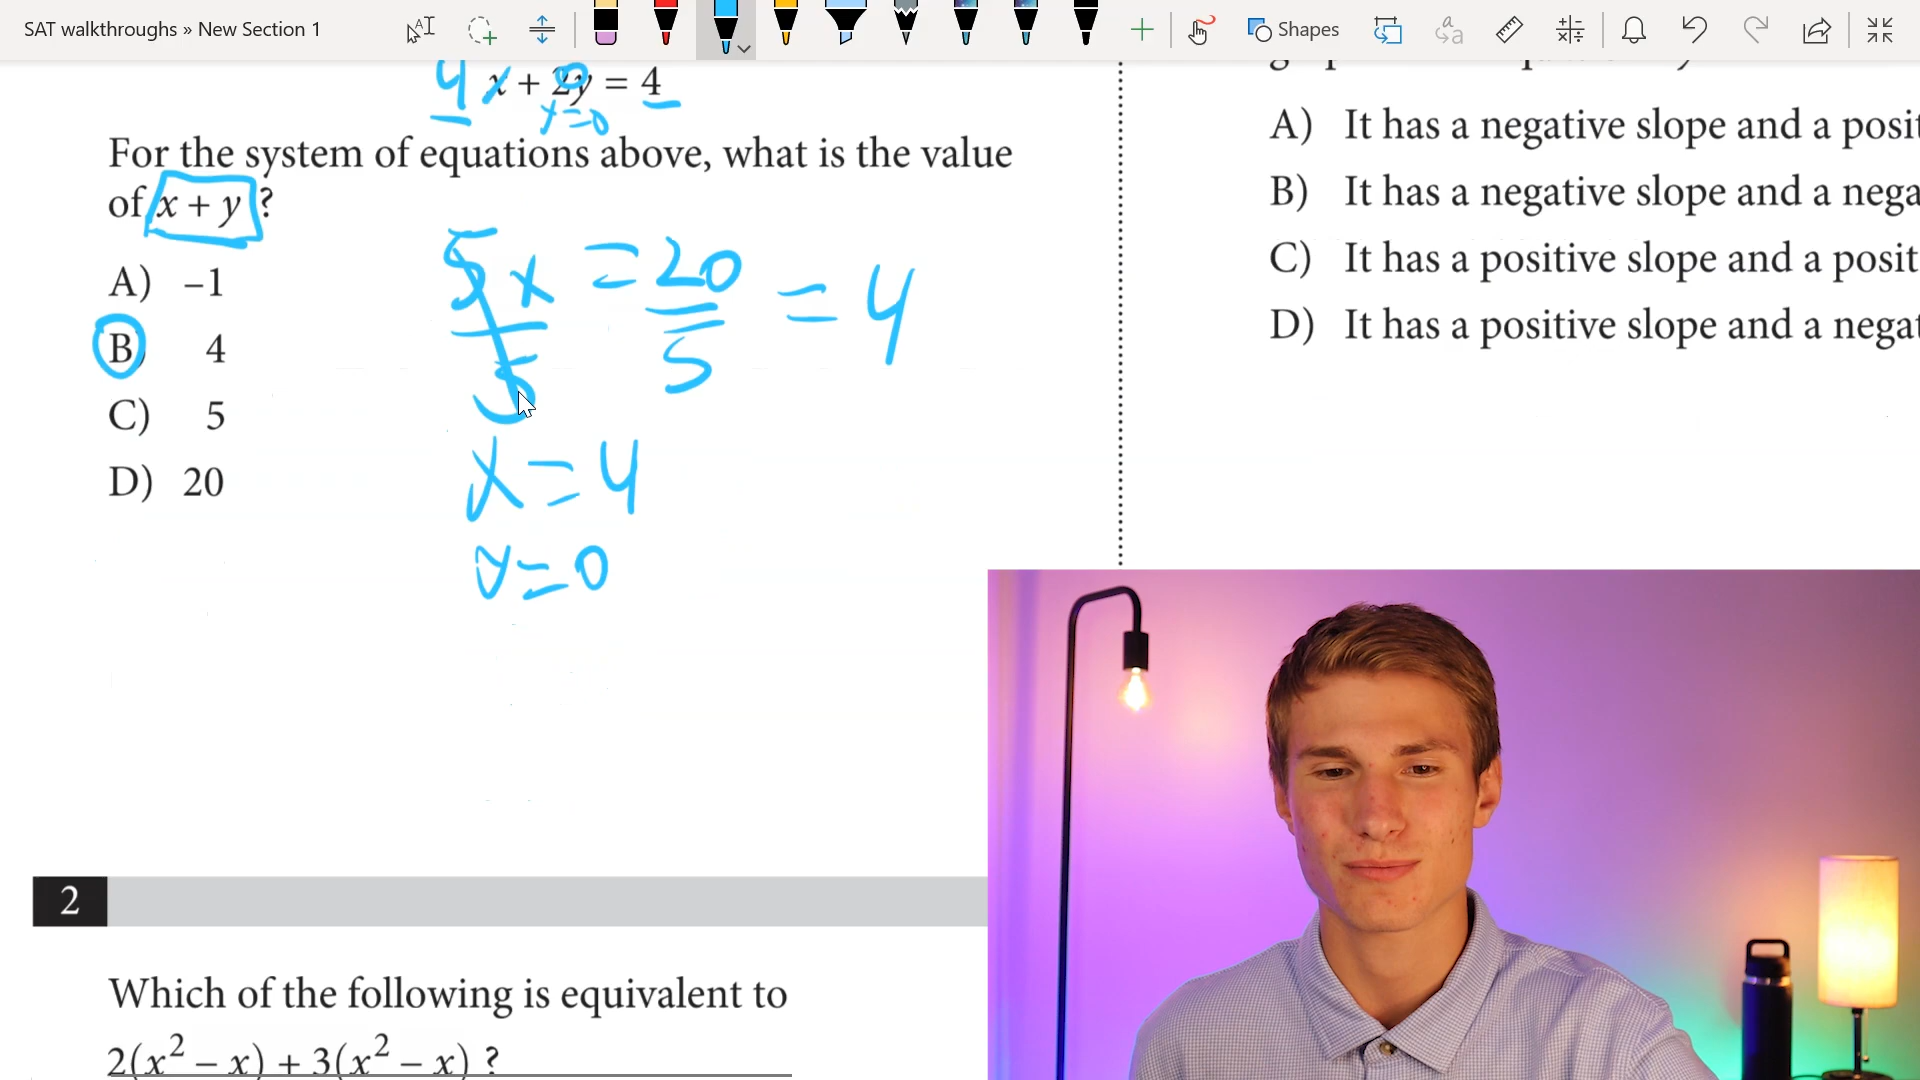 SAT walkthroughs » New Section 1
Shapes
4 x + 2y = 4
0
y=0
For the system of equations above, what is the value
of x + y ?
A) –1
B) 4
C) 5
D) 20
5x = 20 = 4
5 5
x = 4
y = 0
A) It has a negative slope and a posit
B) It has a negative slope and a nega
C) It has a positive slope and a posit
D) It has a positive slope and a negat
2
Which of the following is equivalent to
2(x² – x) + 3(x² – x) ?